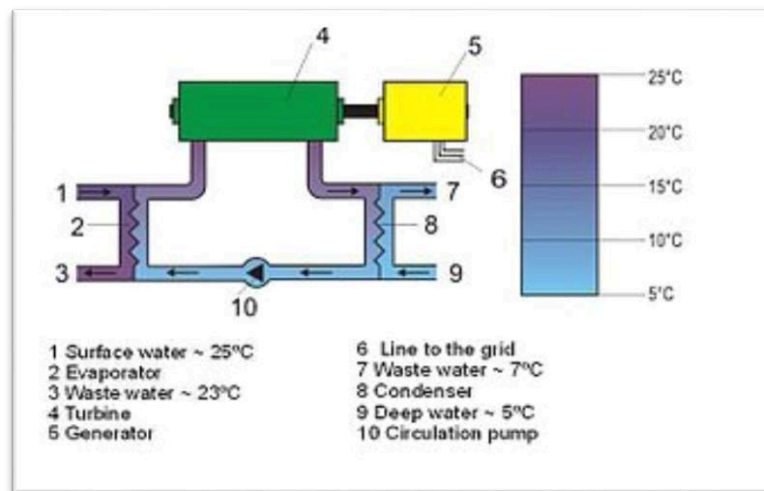 4
5
25°C
20°C
1
7
6
15°C
2
8
10°C
3
9
10
5°C
1 Surface water ~ 25ºC
2 Evaporator
3 Waste water ~ 23ºC
4 Turbine
5 Generator
6 Line to the grid
7 Waste water ~ 7ºC
8 Condenser
9 Deep water ~ 5ºC
10 Circulation pump